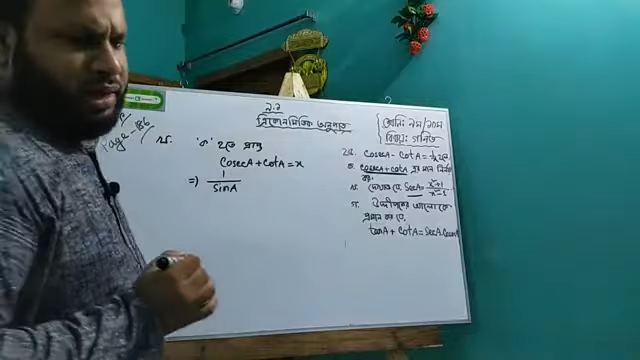 ৯.২
ত্রিকোণমিতিক অনুপাত
Page-186
শ্রেণি: ৯ম/১০ম
বিষয়: গণিত
খ. 'ক' হতে প্রাপ্ত
cosecA + cotA = x
⇒ 1/sinA
cosecA - cotA = 1/x হলে,
ক. cosecA + cotA এর মান নির্ণয়
কর.
খ. দেখাও যে, SecA = x²+1/x²-1
গ. উদ্দীপকের আলোকে
প্রমাণ কর যে,
tanA + cotA = SecA.CosecA